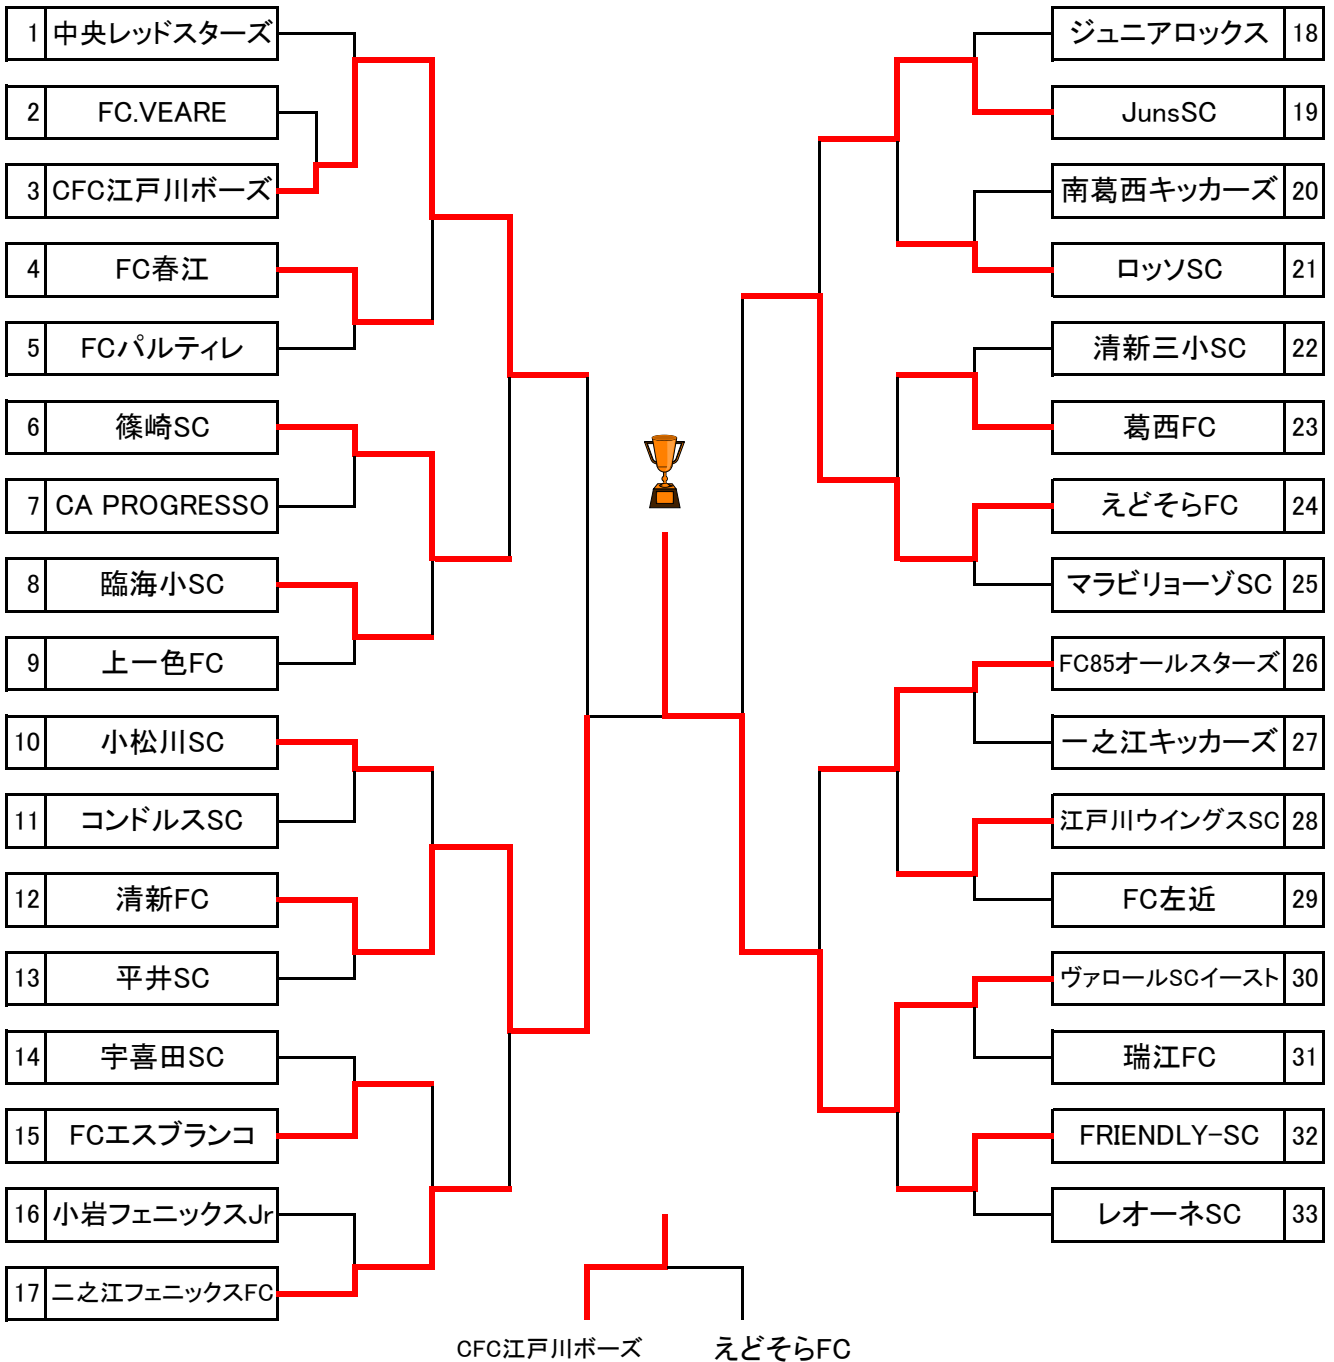 1 中央レッドスターズ
2 FC.VEARE
3 CFC江戸川ボーズ
4 FC春江
5 FCパルティレ
6 篠崎SC
7 CA PROGRESSO
8 臨海小SC
9 上一色FC
10 小松川SC
11 コンドルスSC
12 清新FC
13 平井SC
14 宇喜田SC
15 FCエスブランコ
16 小岩フェニックスJr
17 二之江フェニックスFC
ジュニアロックス 18
JunsSC 19
南葛西キッカーズ 20
ロッソSC 21
清新三小SC 22
葛西FC 23
えどそらFC 24
マラビリョーゾSC 25
FC85オールスターズ 26
一之江キッカーズ 27
江戸川ウイングスSC 28
FC左近 29
ヴァロールSCイースト 30
瑞江FC 31
FRIENDLY-SC 32
レオーネSC 33
CFC江戸川ボーズ えどそらFC